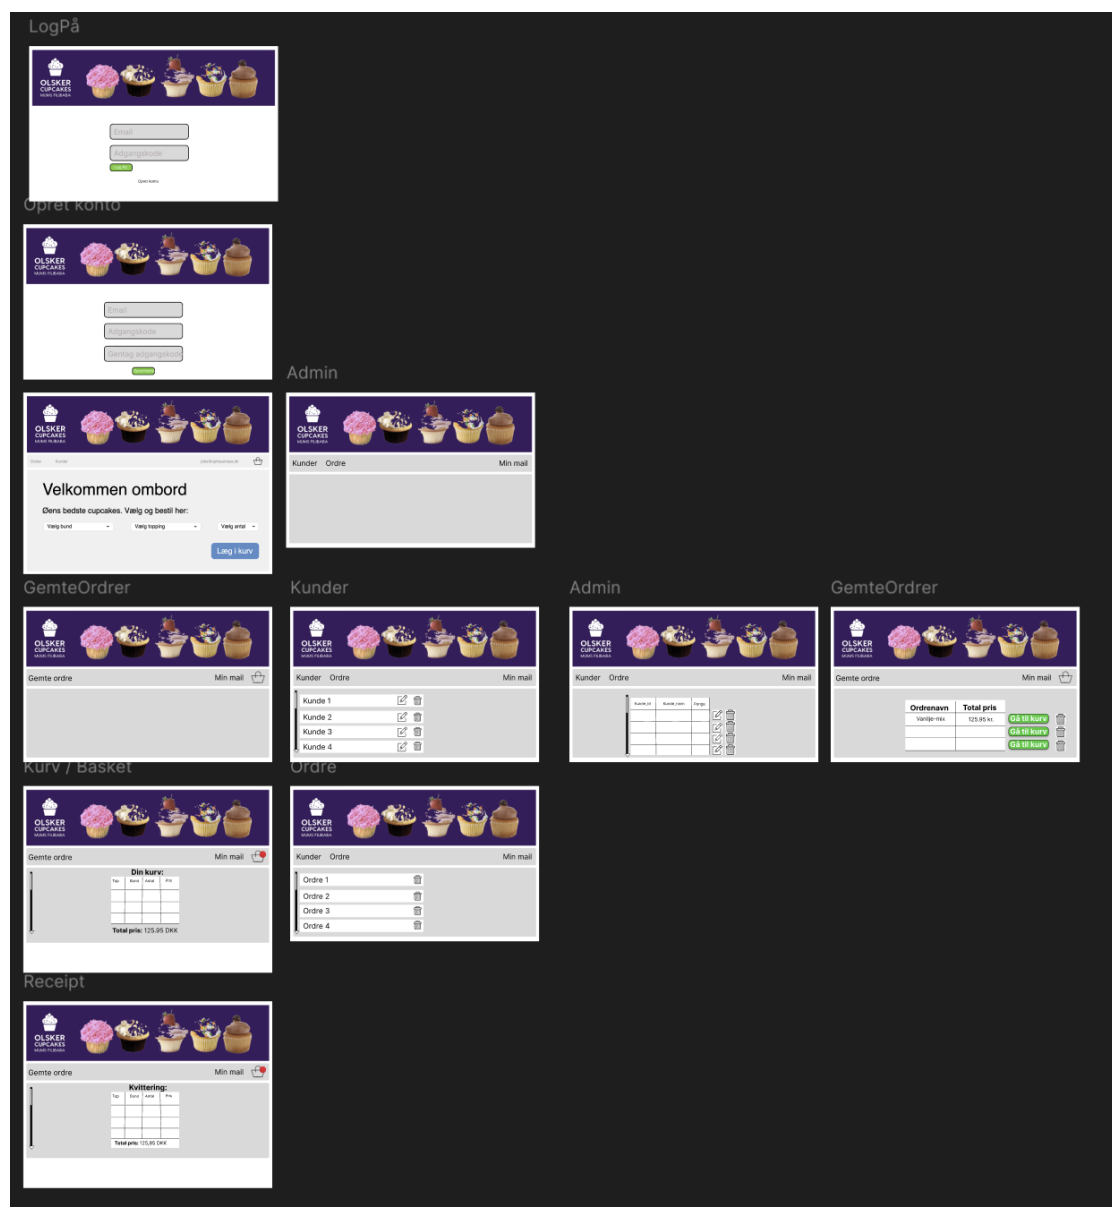 LogPå
OLSKER
CUPCAKES
Email
Adgangskode
Log På
Opret konto
Opret konto
OLSKER
CUPCAKES
Email
Adgangskode
Gentag adgangskode
OLSKER
CUPCAKES
Ordre Kunde
Velkommen ombord
Øens bedste cupcakes. Vælg og bestil her:
Vælg bund Vælg topping Vælg antal
Læg i kurv
Admin
OLSKER
CUPCAKES
Kunder Ordre Min mail
GemteOrdrer
OLSKER
CUPCAKES
Gemte ordre Min mail
Kunder
OLSKER
CUPCAKES
Kunder Ordre Min mail
Kunde 1
Kunde 2
Kunde 3
Kunde 4
Admin
OLSKER
CUPCAKES
Kunder Ordre Min mail
Kunde_id Kunde_navn Penge
GemteOrdrer
OLSKER
CUPCAKES
Gemte ordre Min mail
Ordrenavn Total pris
Vanilje-mix 125.95 kr. Gå til kurv
Gå til kurv
Gå til kurv
Kurv / Basket
OLSKER
CUPCAKES
Gemte ordre Min mail
Din kurv:
Top Bund Antal Pris
Total pris: 125.95 DKK
Ordre
OLSKER
CUPCAKES
Kunder Ordre Min mail
Ordre 1
Ordre 2
Ordre 3
Ordre 4
Receipt
OLSKER
CUPCAKES
Gemte ordre Min mail
Kvittering:
Top Bund Antal Pris
Total pris: 125,95 DKK